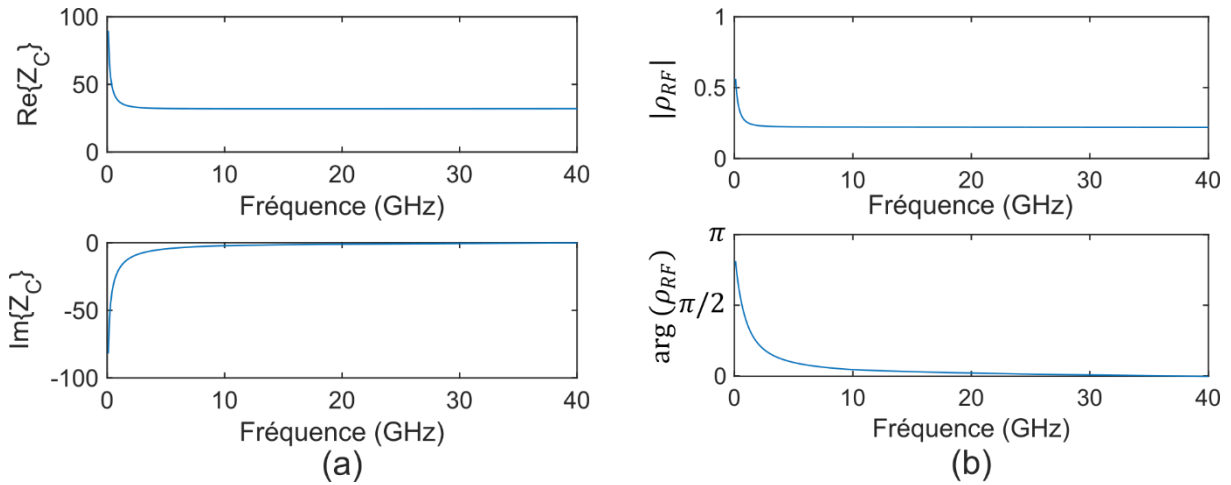 100
50
0
Re{Z_C}
0 10 20 30 40
Fréquence (GHz)
0
-50
-100
Im{Z_C}
0 10 20 30 40
Fréquence (GHz)
(a)
1
0.5
0
|ρ_RF|
0 10 20 30 40
Fréquence (GHz)
π
π/2
0
arg (ρ_RF)
0 10 20 30 40
Fréquence (GHz)
(b)